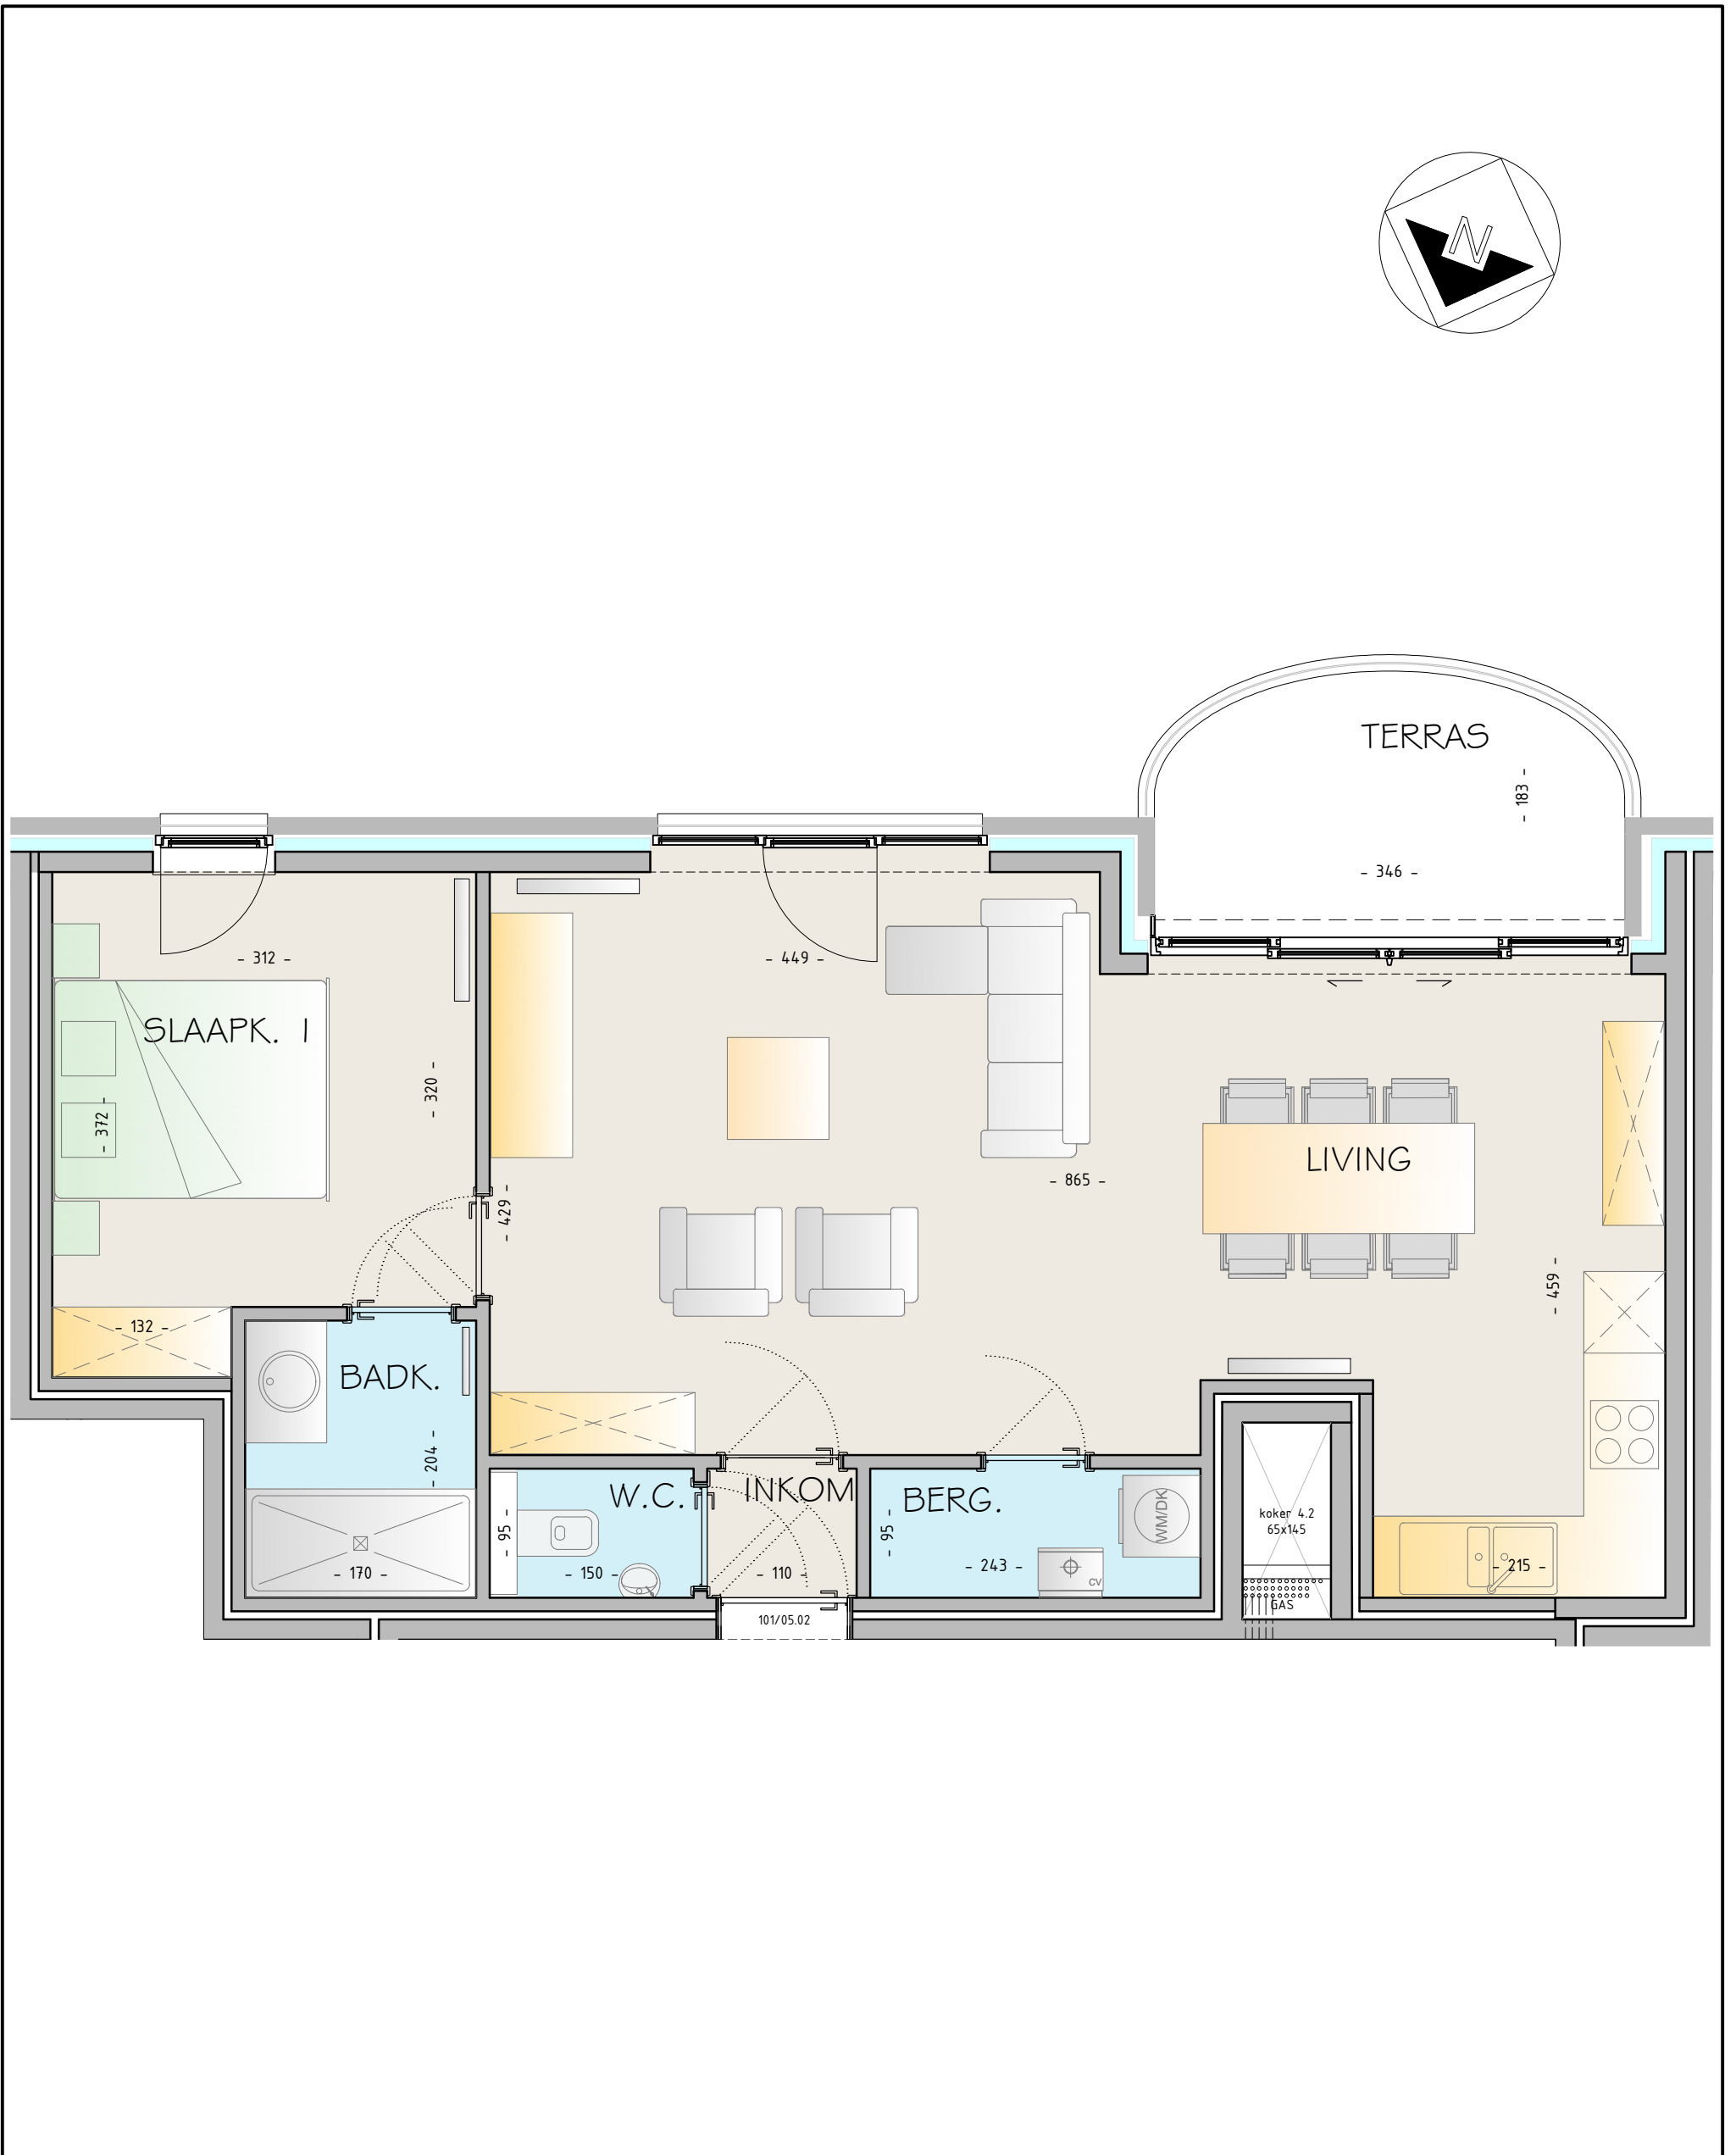 N
TERRAS
- 183 -
- 346 -
- 312 -
- 449 -
SLAAPK. 1
- 320 -
- 372 -
- 865 -
LIVING
- 429 -
- 459 -
- 132 -
BADK.
- 204 -
W.C.
INKOM
BERG.
WM/DK
koker 4.2
65x145
- 95 -
- 95 -
- 170 -
- 150 -
- 110 -
- 243 -
CV
- 215 -
GAS
101/05.02